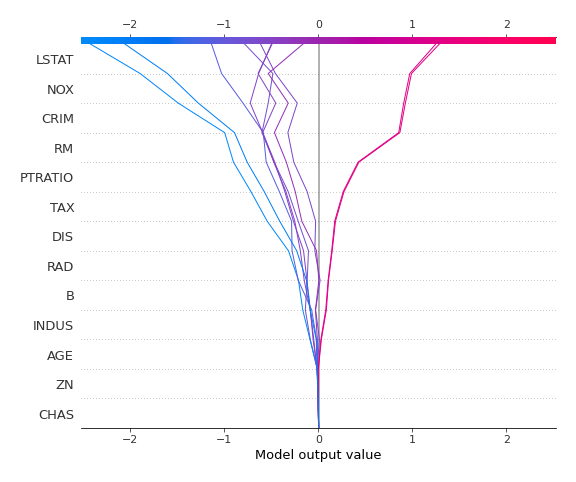 −2 −1 0 1 2
LSTAT
NOX
CRIM
RM
PTRATIO
TAX
DIS
RAD
B
INDUS
AGE
ZN
CHAS
−2 −1 0 1 2
Model output value